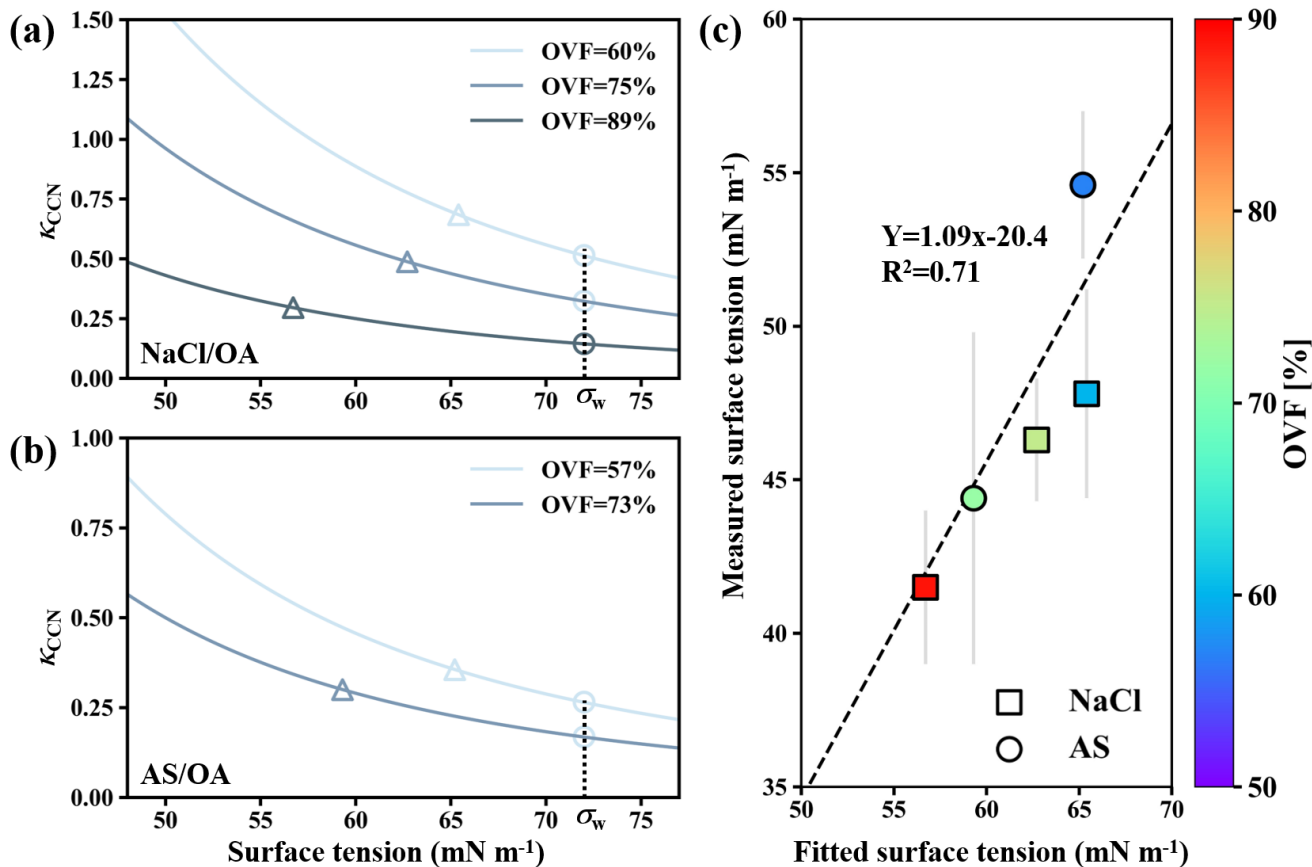 (a)
1.50
1.25
1.00
0.75
0.50
0.25
0.00
κCCN
OVF=60%
OVF=75%
OVF=89%
NaCl/OA
50 55 60 65 70 75
σw
(b)
1.00
0.75
0.50
0.25
0.00
κCCN
OVF=57%
OVF=73%
AS/OA
50 55 60 65 70 75
σw
Surface tension (mN m-1)
(c)
60
55
50
45
40
35
Measured surface tension (mN m-1)
Y=1.09x-20.4
R²=0.71
NaCl
AS
50 55 60 65 70
Fitted surface tension (mN m-1)
90
80
70
60
50
OVF [%]